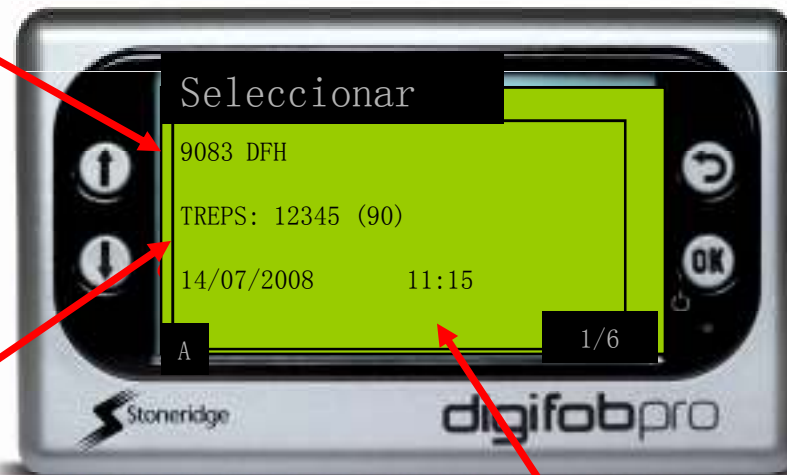 Seleccionar
9083 DFH
TREPS: 12345 (90)
14/07/2008 11:15
A 1/6
OK
Stoneridge digifobpro